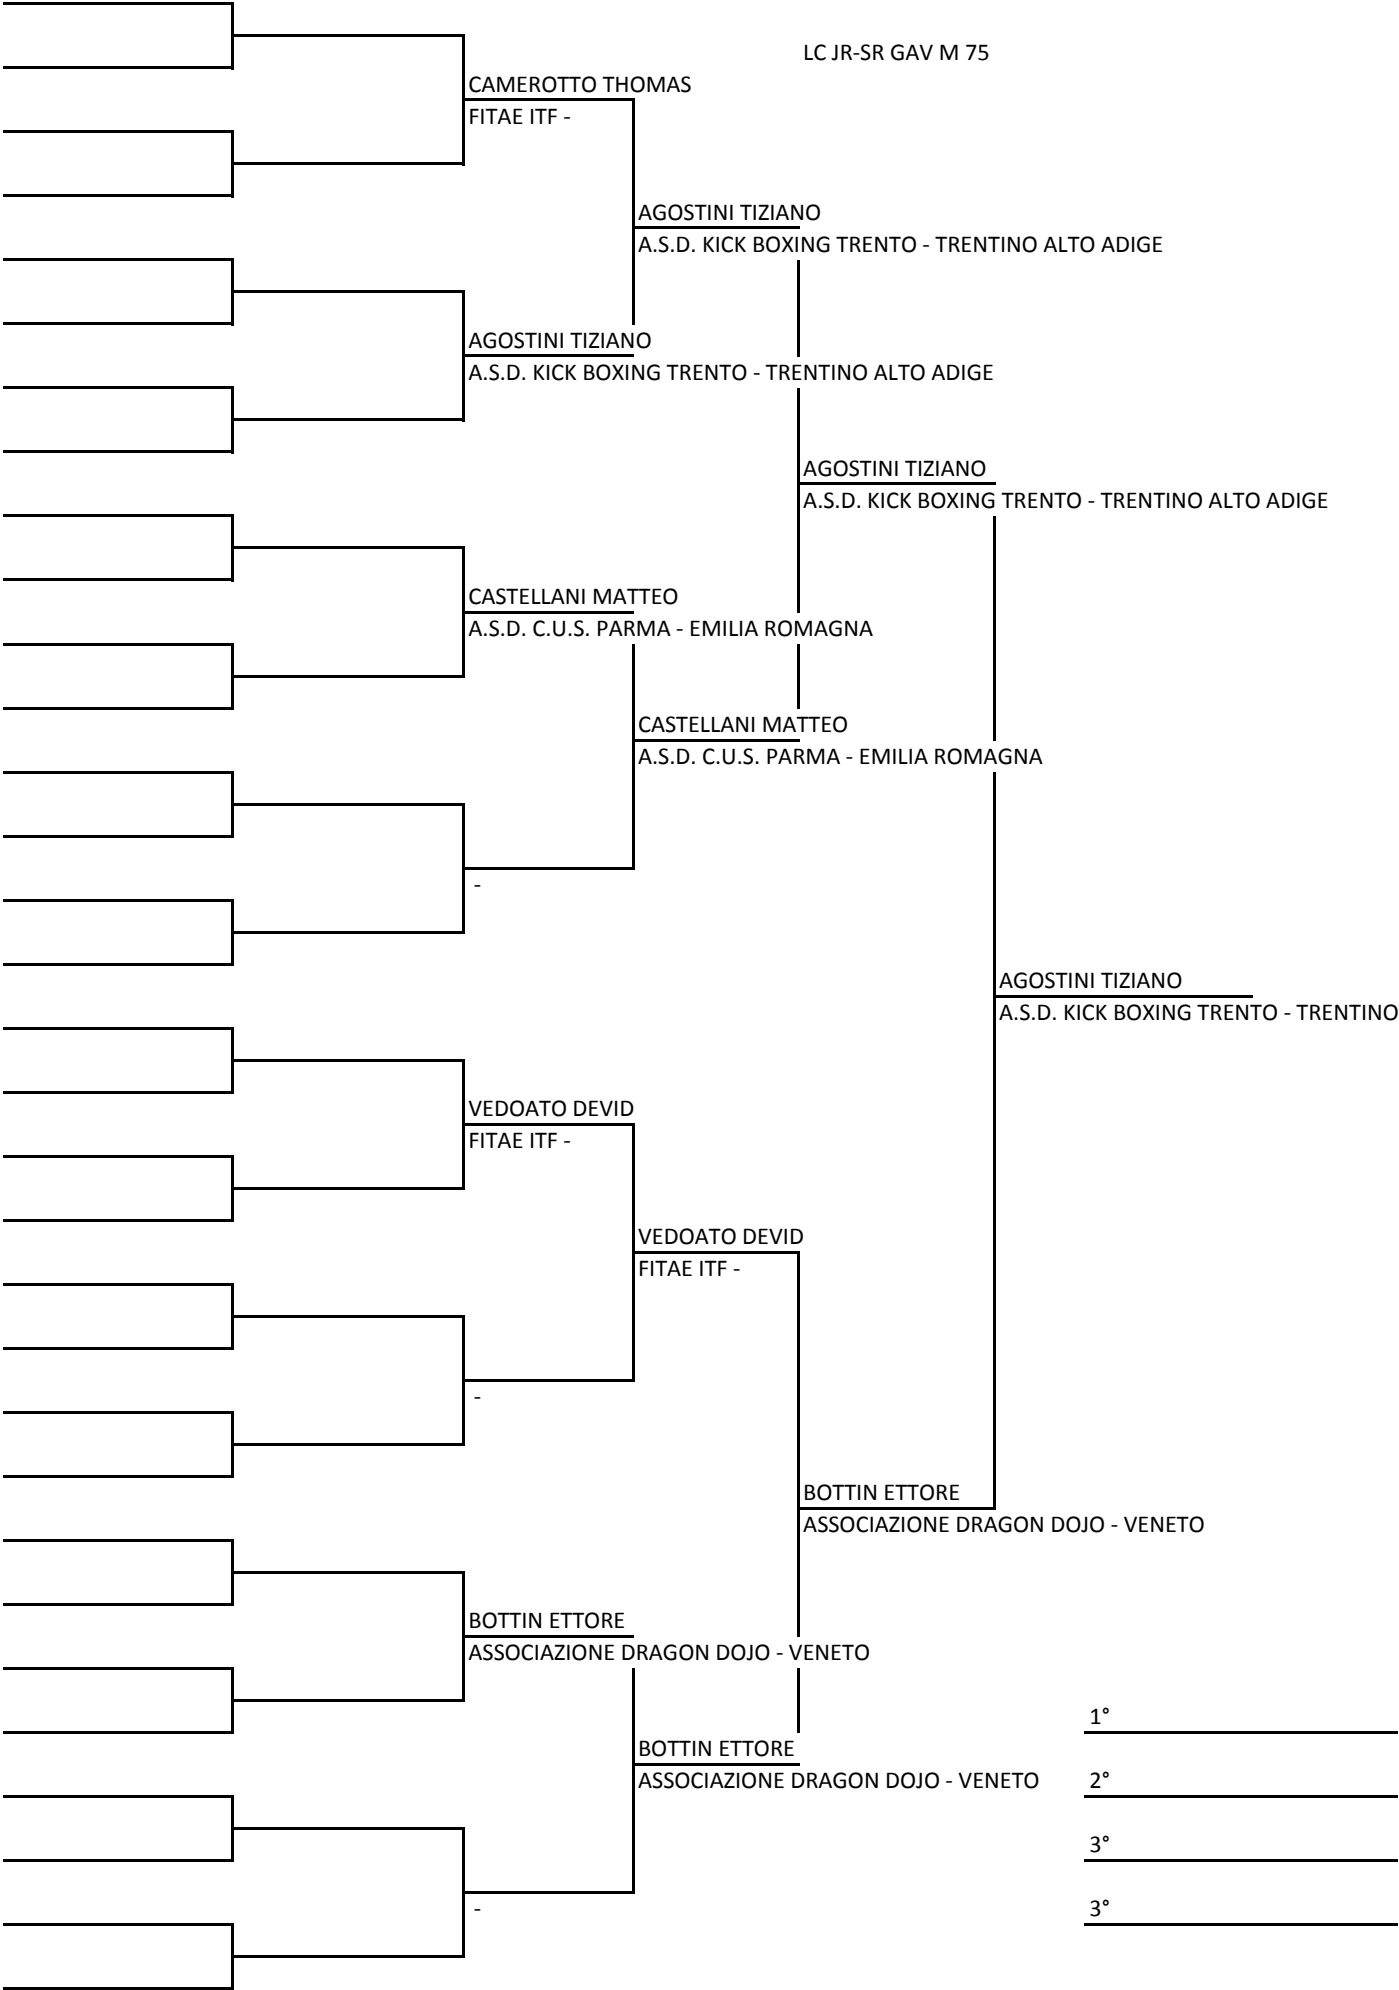 LC JR-SR GAV M 75
CAMEROTTO THOMAS
FITAE ITF -
AGOSTINI TIZIANO
A.S.D. KICK BOXING TRENTO - TRENTINO ALTO ADIGE
AGOSTINI TIZIANO
A.S.D. KICK BOXING TRENTO - TRENTINO ALTO ADIGE
AGOSTINI TIZIANO
A.S.D. KICK BOXING TRENTO - TRENTINO ALTO ADIGE
CASTELLANI MATTEO
A.S.D. C.U.S. PARMA - EMILIA ROMAGNA
CASTELLANI MATTEO
A.S.D. C.U.S. PARMA - EMILIA ROMAGNA
-
AGOSTINI TIZIANO
A.S.D. KICK BOXING TRENTO - TRENTINO
VEDOATO DEVID
FITAE ITF -
VEDOATO DEVID
FITAE ITF -
-
BOTTIN ETTORE
ASSOCIAZIONE DRAGON DOJO - VENETO
BOTTIN ETTORE
ASSOCIAZIONE DRAGON DOJO - VENETO
1°
BOTTIN ETTORE
ASSOCIAZIONE DRAGON DOJO - VENETO
2°
3°
-
3°